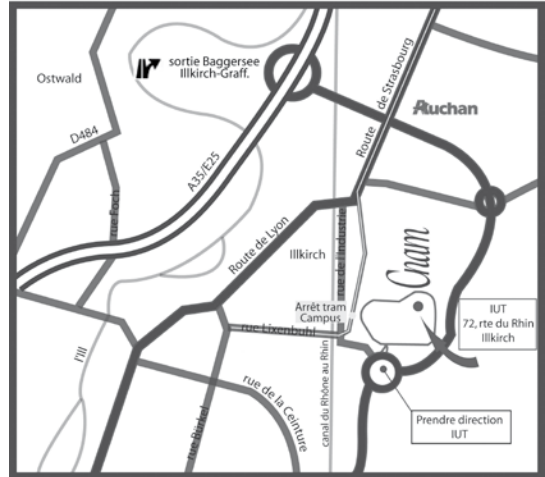 sortie Baggersee
Illkirch-Graff.
Ostwald
Route de Strasbourg
Auchan
D484
A35/E25
rue Foch
Route de Lyon
Illkirch
rue de l'Industrie
Cnam
Arrêt tram
Campus
IUT
72, rte du Rhin
Illkirch
rue Lixenbuhl
l'Ill
canal du Rhône au Rhin
rue de la Ceinture
rue Bürkel
Prendre direction
IUT